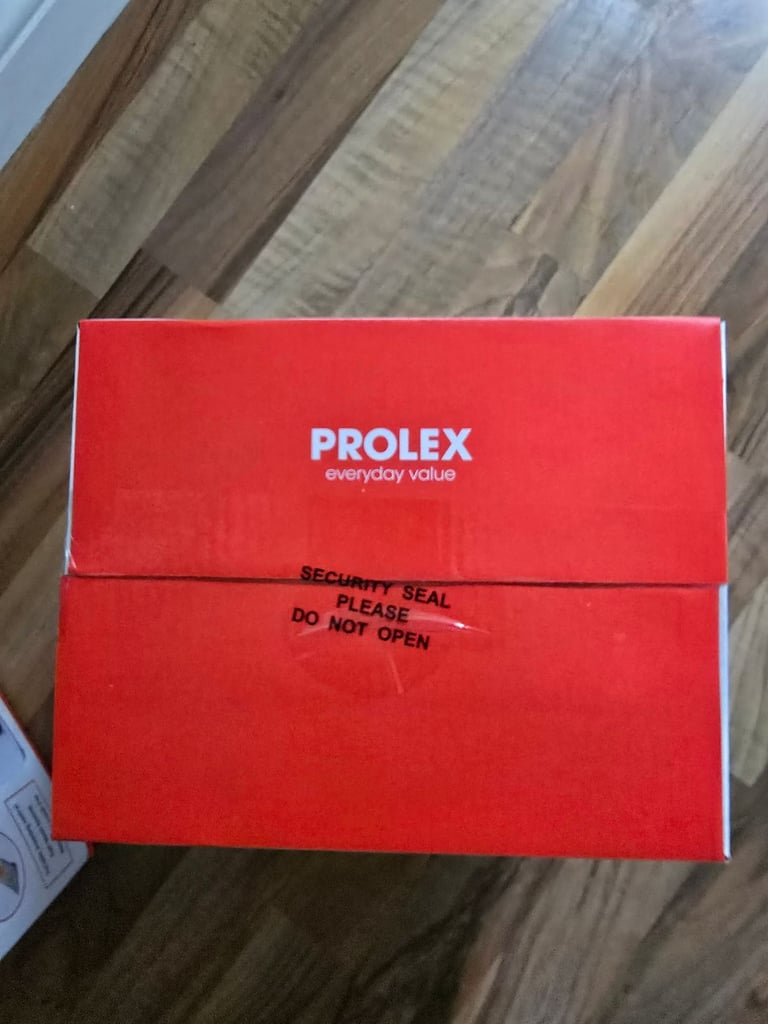 PROLEX
everyday value
SECURITY SEAL
PLEASE
DO NOT OPEN